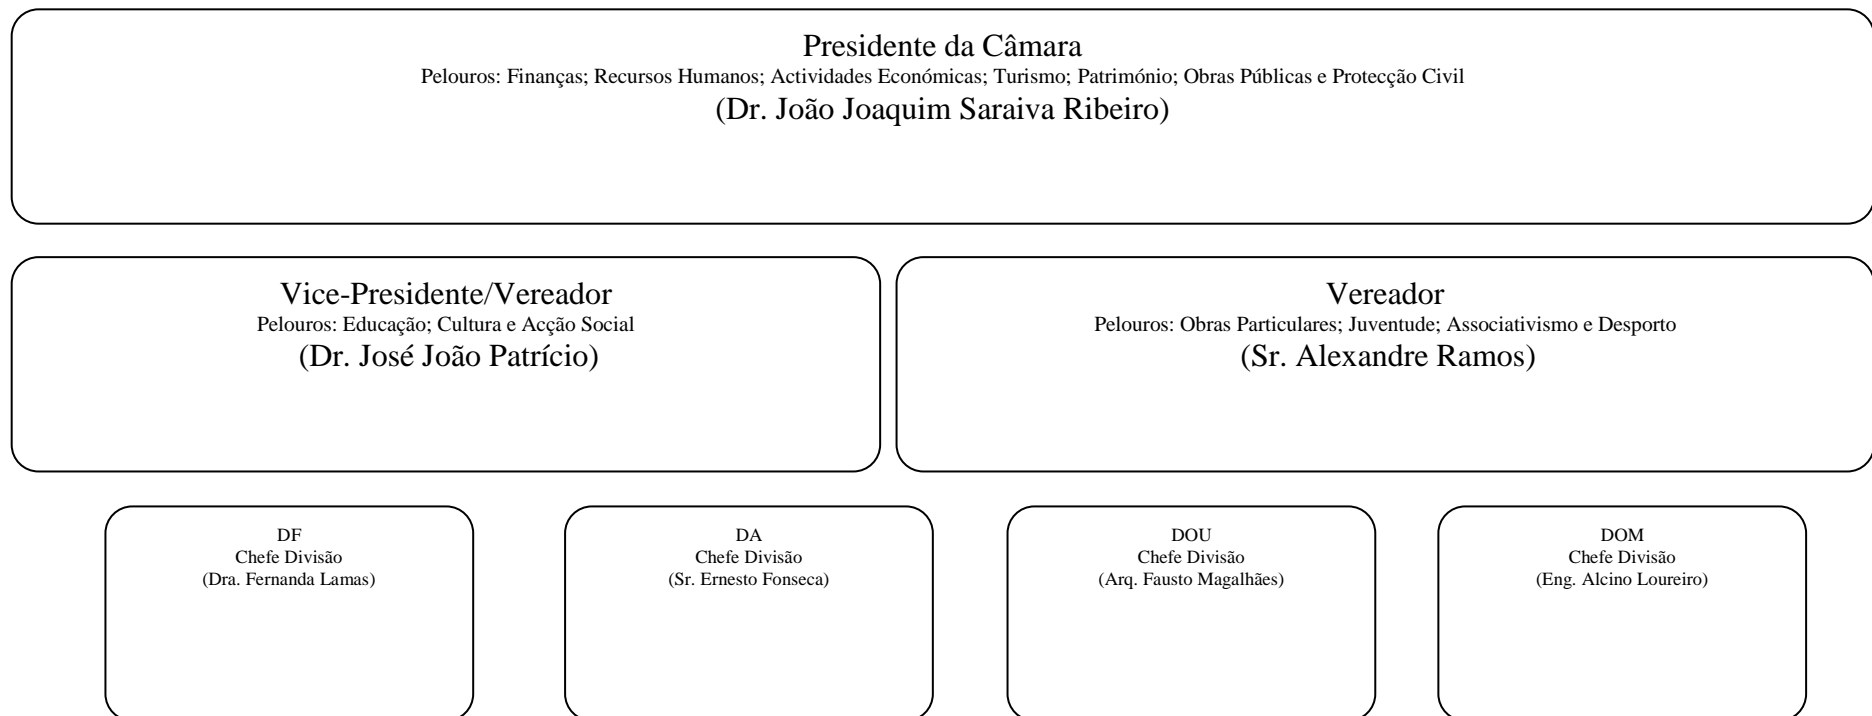 Presidente da Câmara
Pelouros: Finanças; Recursos Humanos; Actividades Económicas; Turismo; Património; Obras Públicas e Protecção Civil
(Dr. João Joaquim Saraiva Ribeiro)
Vice-Presidente/Vereador
Pelouros: Educação; Cultura e Acção Social
(Dr. José João Patrício)
Vereador
Pelouros: Obras Particulares; Juventude; Associativismo e Desporto
(Sr. Alexandre Ramos)
DF
Chefe Divisão
(Dra. Fernanda Lamas)
DA
Chefe Divisão
(Sr. Ernesto Fonseca)
DOU
Chefe Divisão
(Arq. Fausto Magalhães)
DOM
Chefe Divisão
(Eng. Alcino Loureiro)